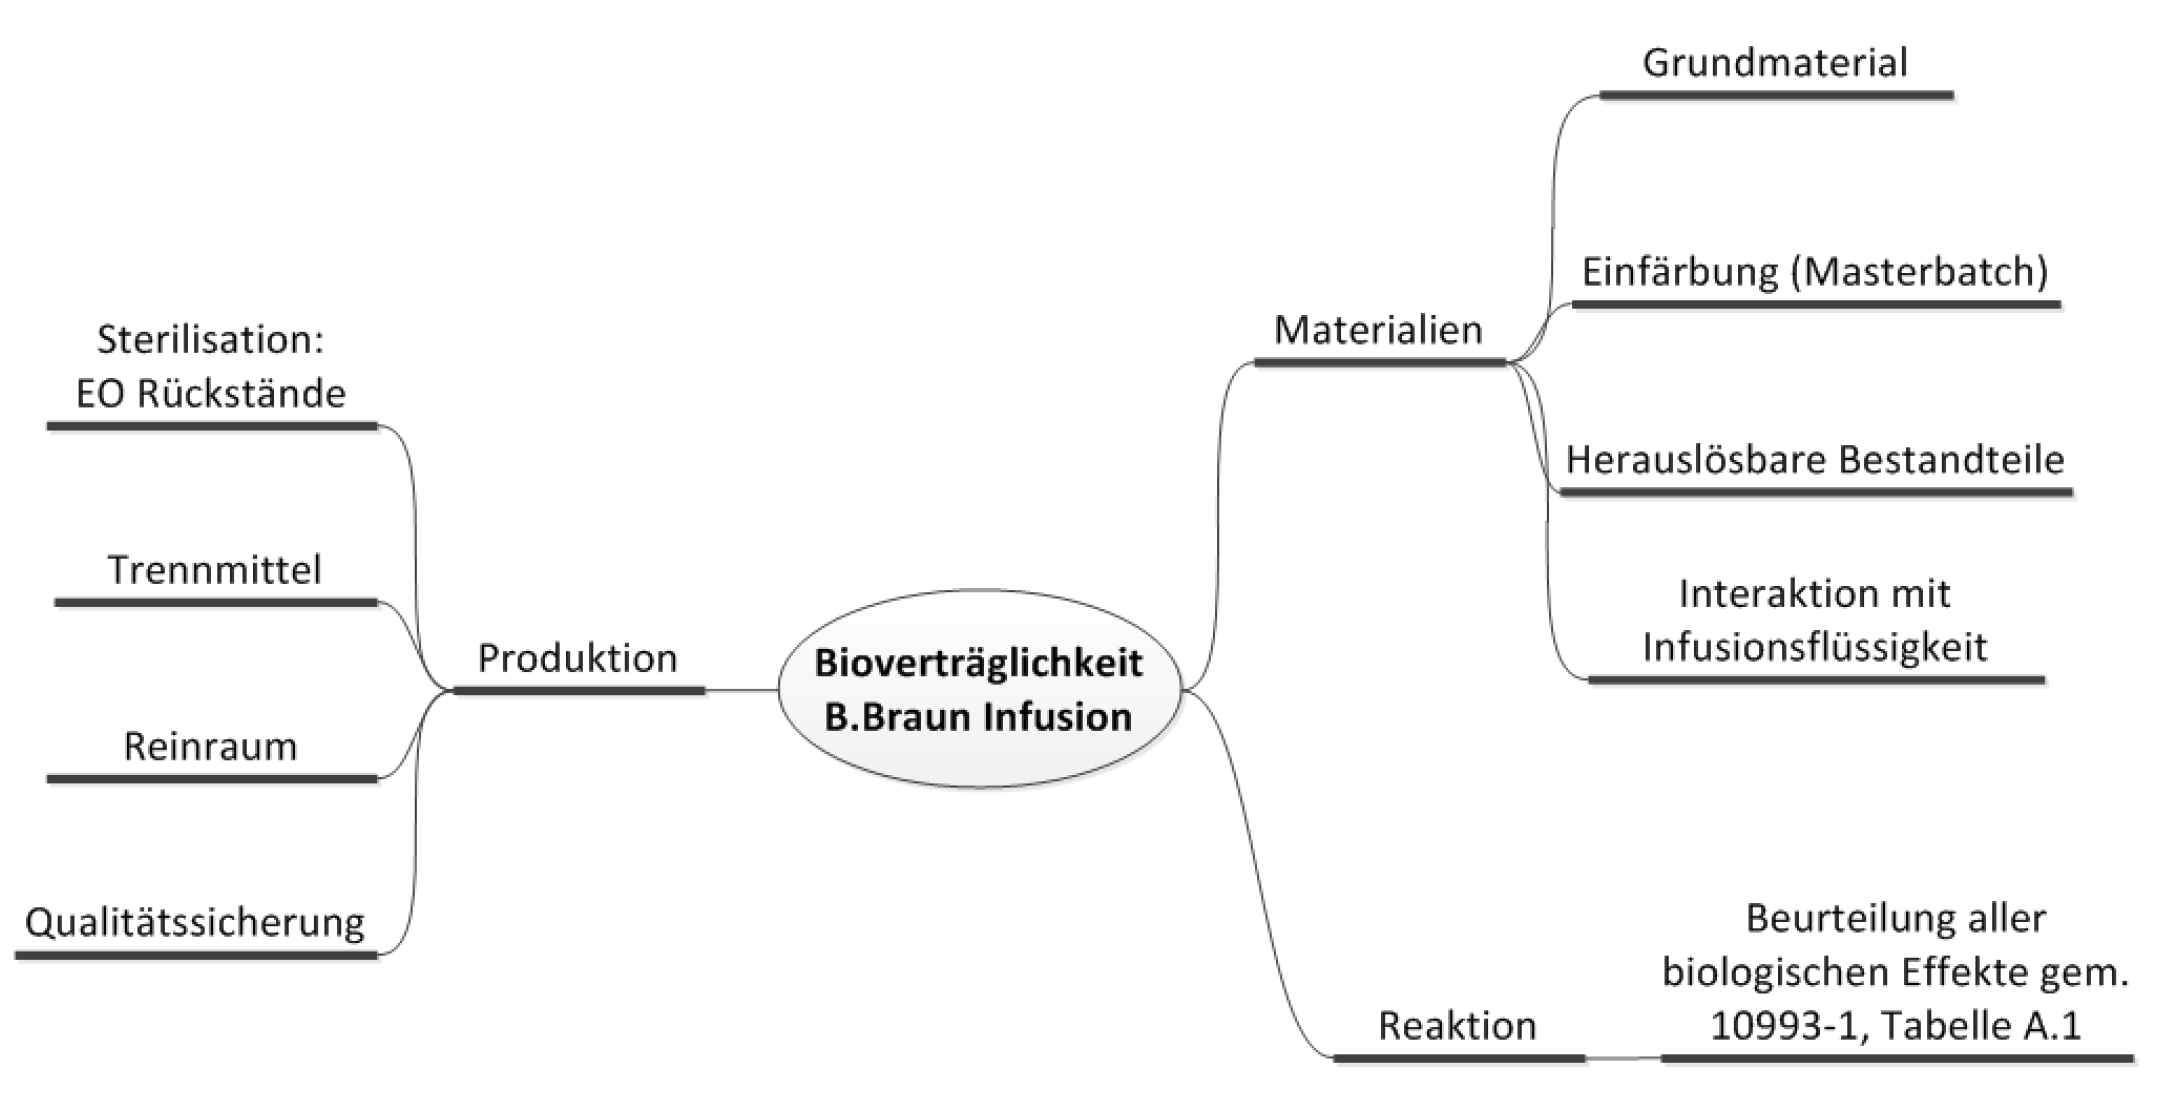 Bioverträglichkeit
B.Braun Infusion
Produktion
Sterilisation:
EO Rückstände
Trennmittel
Reinraum
Qualitätssicherung
Materialien
Grundmaterial
Einfärbung (Masterbatch)
Herauslösbare Bestandteile
Interaktion mit
Infusionsflüssigkeit
Reaktion
Beurteilung aller
biologischen Effekte gem.
10993-1, Tabelle A.1